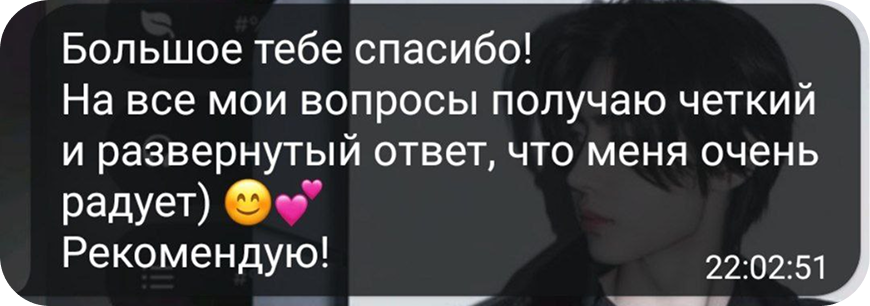 Большое тебе спасибо!
На все мои вопросы получаю четкий
и развернутый ответ, что меня очень
радует) 😊💕
Рекомендую!
22:02:51